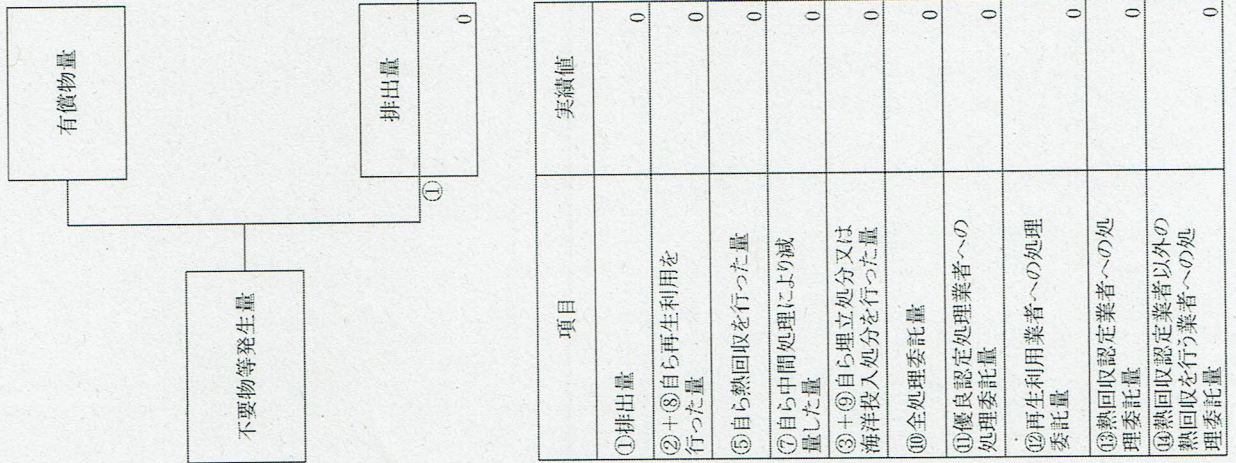 不要物等発生量
有償物量
①
排出量
0
項目
実績値
①排出量
0
②+⑧自ら再生利用を
行った量
0
⑤自ら熱回収を行った量
0
⑦自ら中間処理により減
量した量
0
③+⑨自ら埋立処分又は
海洋投入処分を行った量
0
⑩全処理委託量
0
⑪優良認定処理業者への
処理委託量
0
⑫再生利用業者への処理
委託量
0
⑬熱回収認定業者への処
理委託量
0
⑭熱回収認定業者以外の
熱回収を行う業者への処
理委託量
0